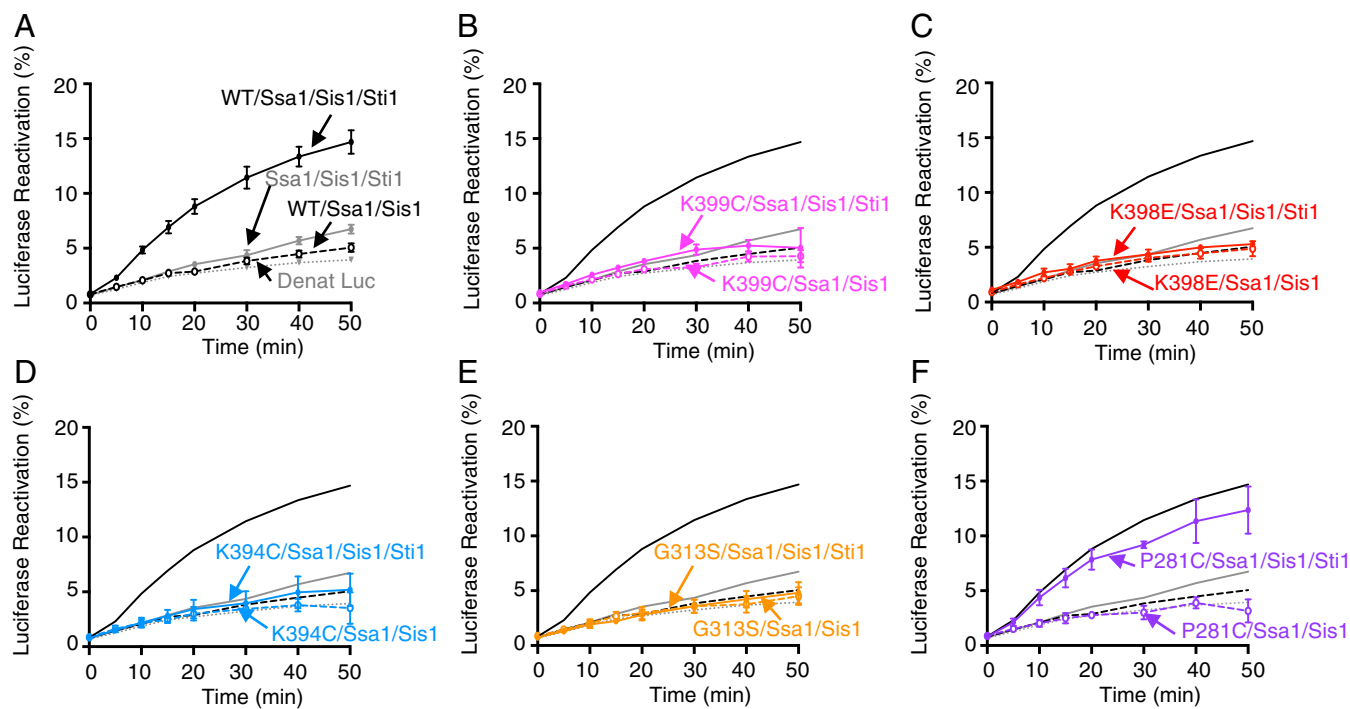 A
Luciferase Reactivation (%)
20
15
10
5
0
WT/Ssa1/Sis1/Sti1
Ssa1/Sis1/Sti1
WT/Ssa1/Sis1
Denat Luc
0 10 20 30 40 50
Time (min)
B
Luciferase Reactivation (%)
20
15
10
5
0
K399C/Ssa1/Sis1/Sti1
K399C/Ssa1/Sis1
0 10 20 30 40 50
Time (min)
C
Luciferase Reactivation (%)
20
15
10
5
0
K398E/Ssa1/Sis1/Sti1
K398E/Ssa1/Sis1
0 10 20 30 40 50
Time (min)
D
Luciferase Reactivation (%)
20
15
10
5
0
K394C/Ssa1/Sis1/Sti1
K394C/Ssa1/Sis1
0 10 20 30 40 50
Time (min)
E
Luciferase Reactivation (%)
20
15
10
5
0
G313S/Ssa1/Sis1/Sti1
G313S/Ssa1/Sis1
0 10 20 30 40 50
Time (min)
F
Luciferase Reactivation (%)
20
15
10
5
0
P281C/Ssa1/Sis1/Sti1
P281C/Ssa1/Sis1
0 10 20 30 40 50
Time (min)